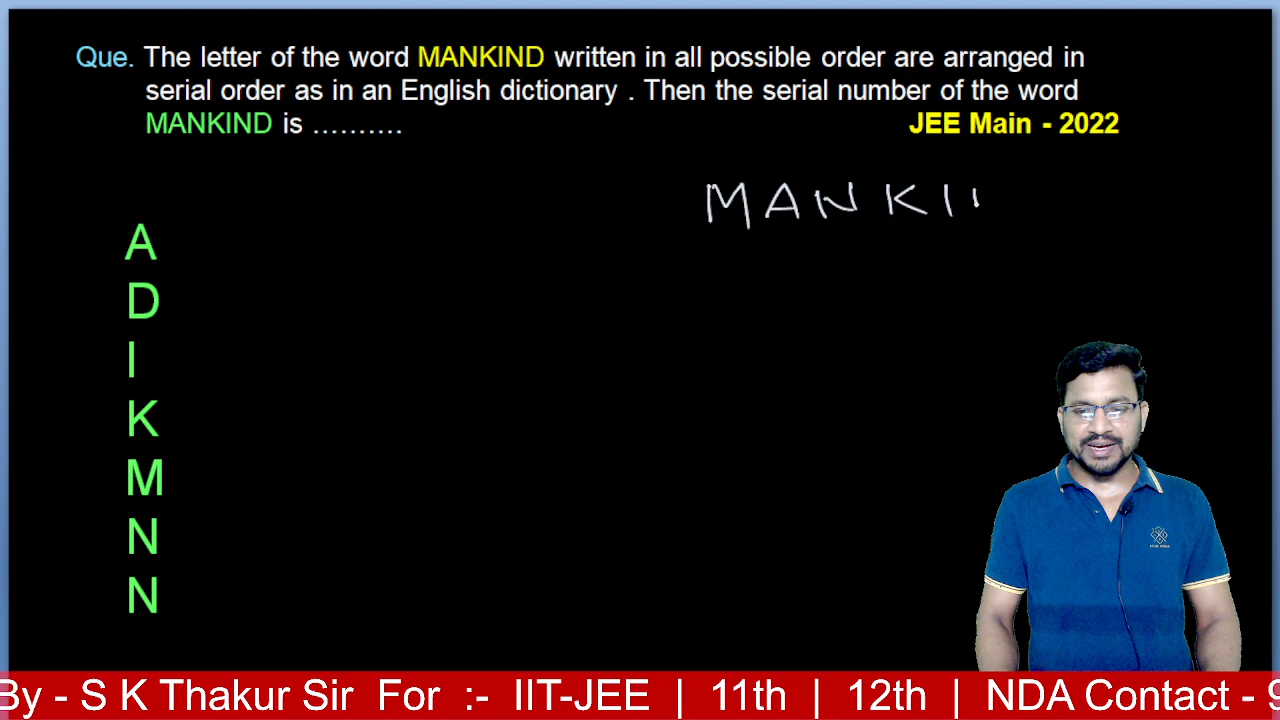 Que. The letter of the word MANKIND written in all possible order are arranged in
serial order as in an English dictionary . Then the serial number of the word
MANKIND is ..........
JEE Main - 2022
MANKI
A
D
I
K
M
N
N
By - S K Thakur Sir For :- IIT-JEE | 11th | 12th | NDA Contact - 9